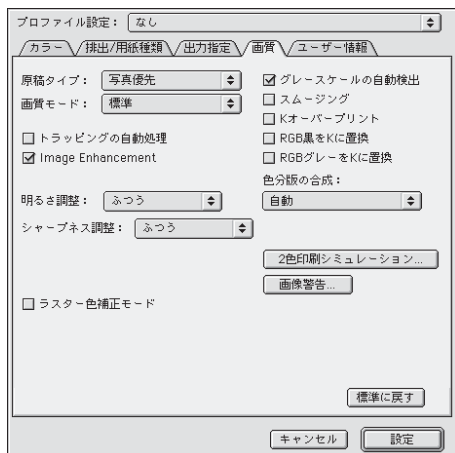 プロファイル設定： なし
カラー 排出/用紙種類 出力指定 画質 ユーザー情報
原稿タイプ： 写真優先
画質モード： 標準
トラッピングの自動処理
Image Enhancement
明るさ調整： ふつう
シャープネス調整： ふつう
ラスター色補正モード
グレースケールの自動検出
スムージング
Kオーバープリント
RGB黒をKに置換
RGBグレーをKに置換
色分版の合成：
自動
2色印刷シミュレーション...
画像警告...
標準に戻す
キャンセル 設定